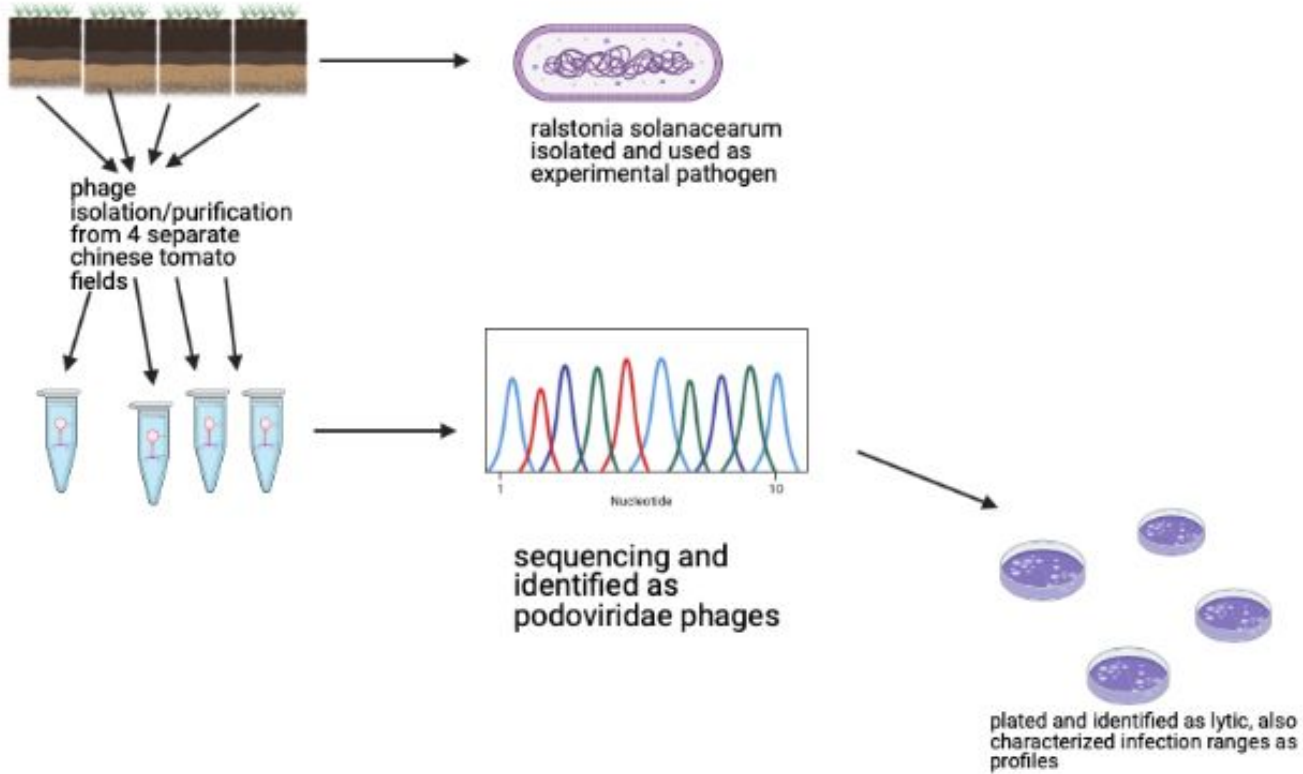 ralstonia solanacearum
isolated and used as
experimental pathogen
phage
isolation/purification
from 4 separate
chinese tomato
fields
1
10
Nucleotide
sequencing and
identified as
podoviridae phages
plated and identified as lytic, also
characterized infection ranges as
profiles